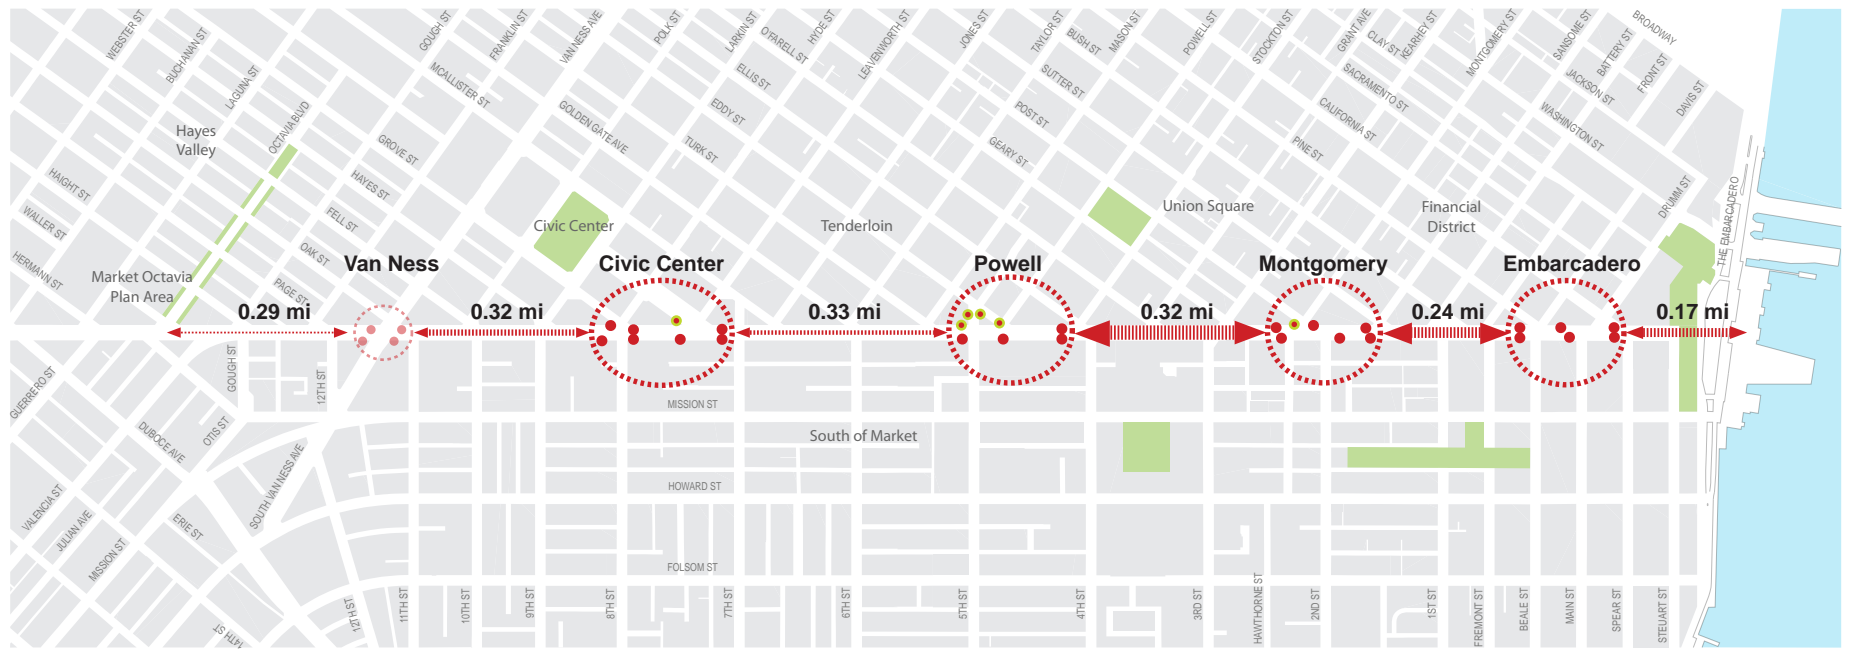 WEBSTER ST
BUCHANAN ST
LAGUNA ST
OCTAVIA BLVD
GOUGH ST
FRANKLIN ST
VAN NESS AVE
POLK ST
LARKIN ST
O'FARELL ST
HYDE ST
LEAVENWORTH ST
JONES ST
TAYLOR ST
BUSH ST
MASON ST
POWELL ST
STOCKTON ST
GRANT AVE
CLAY ST
KEARHEY ST
MONTGOMERY ST
SANSOME ST
BATTERY ST
FRONT ST
BROADWAY
DAVIS ST
JACKSON ST
WASHINGTON ST
SACRAMENTO ST
CALIFORNIA ST
PINE ST
SUTTER ST
POST ST
GEARY ST
ELLIS ST
EDDY ST
TURK ST
GOLDEN GATE AVE
MCALLISTER ST
GROVE ST
HAYES ST
FELL ST
OAK ST
PAGE ST
HAIGHT ST
WALLER ST
HERMANN ST
DRUMM ST
THE EMBARCADERO
Hayes
Valley
Civic Center
Tenderloin
Union Square
Financial
District
Market Octavia
Plan Area
Van Ness
Civic Center
Powell
Montgomery
Embarcadero
0.29 mi
0.32 mi
0.33 mi
0.32 mi
0.24 mi
0.17 mi
GUERRERO ST
GOUGH ST
12TH ST
MISSION ST
DUBOCE AVE
OTIS ST
South of Market
SOUTH VAN NESS AVE
HOWARD ST
VALENCIA ST
JULIAN AVE
MISSION ST
ERIE ST
FOLSOM ST
14TH ST
12TH ST
11TH ST
10TH ST
9TH ST
8TH ST
7TH ST
6TH ST
5TH ST
4TH ST
3RD ST
HAWTHORNE ST
2ND ST
1ST ST
FREMONT ST
BEALE ST
MAIN ST
SPEAR ST
STEUART ST